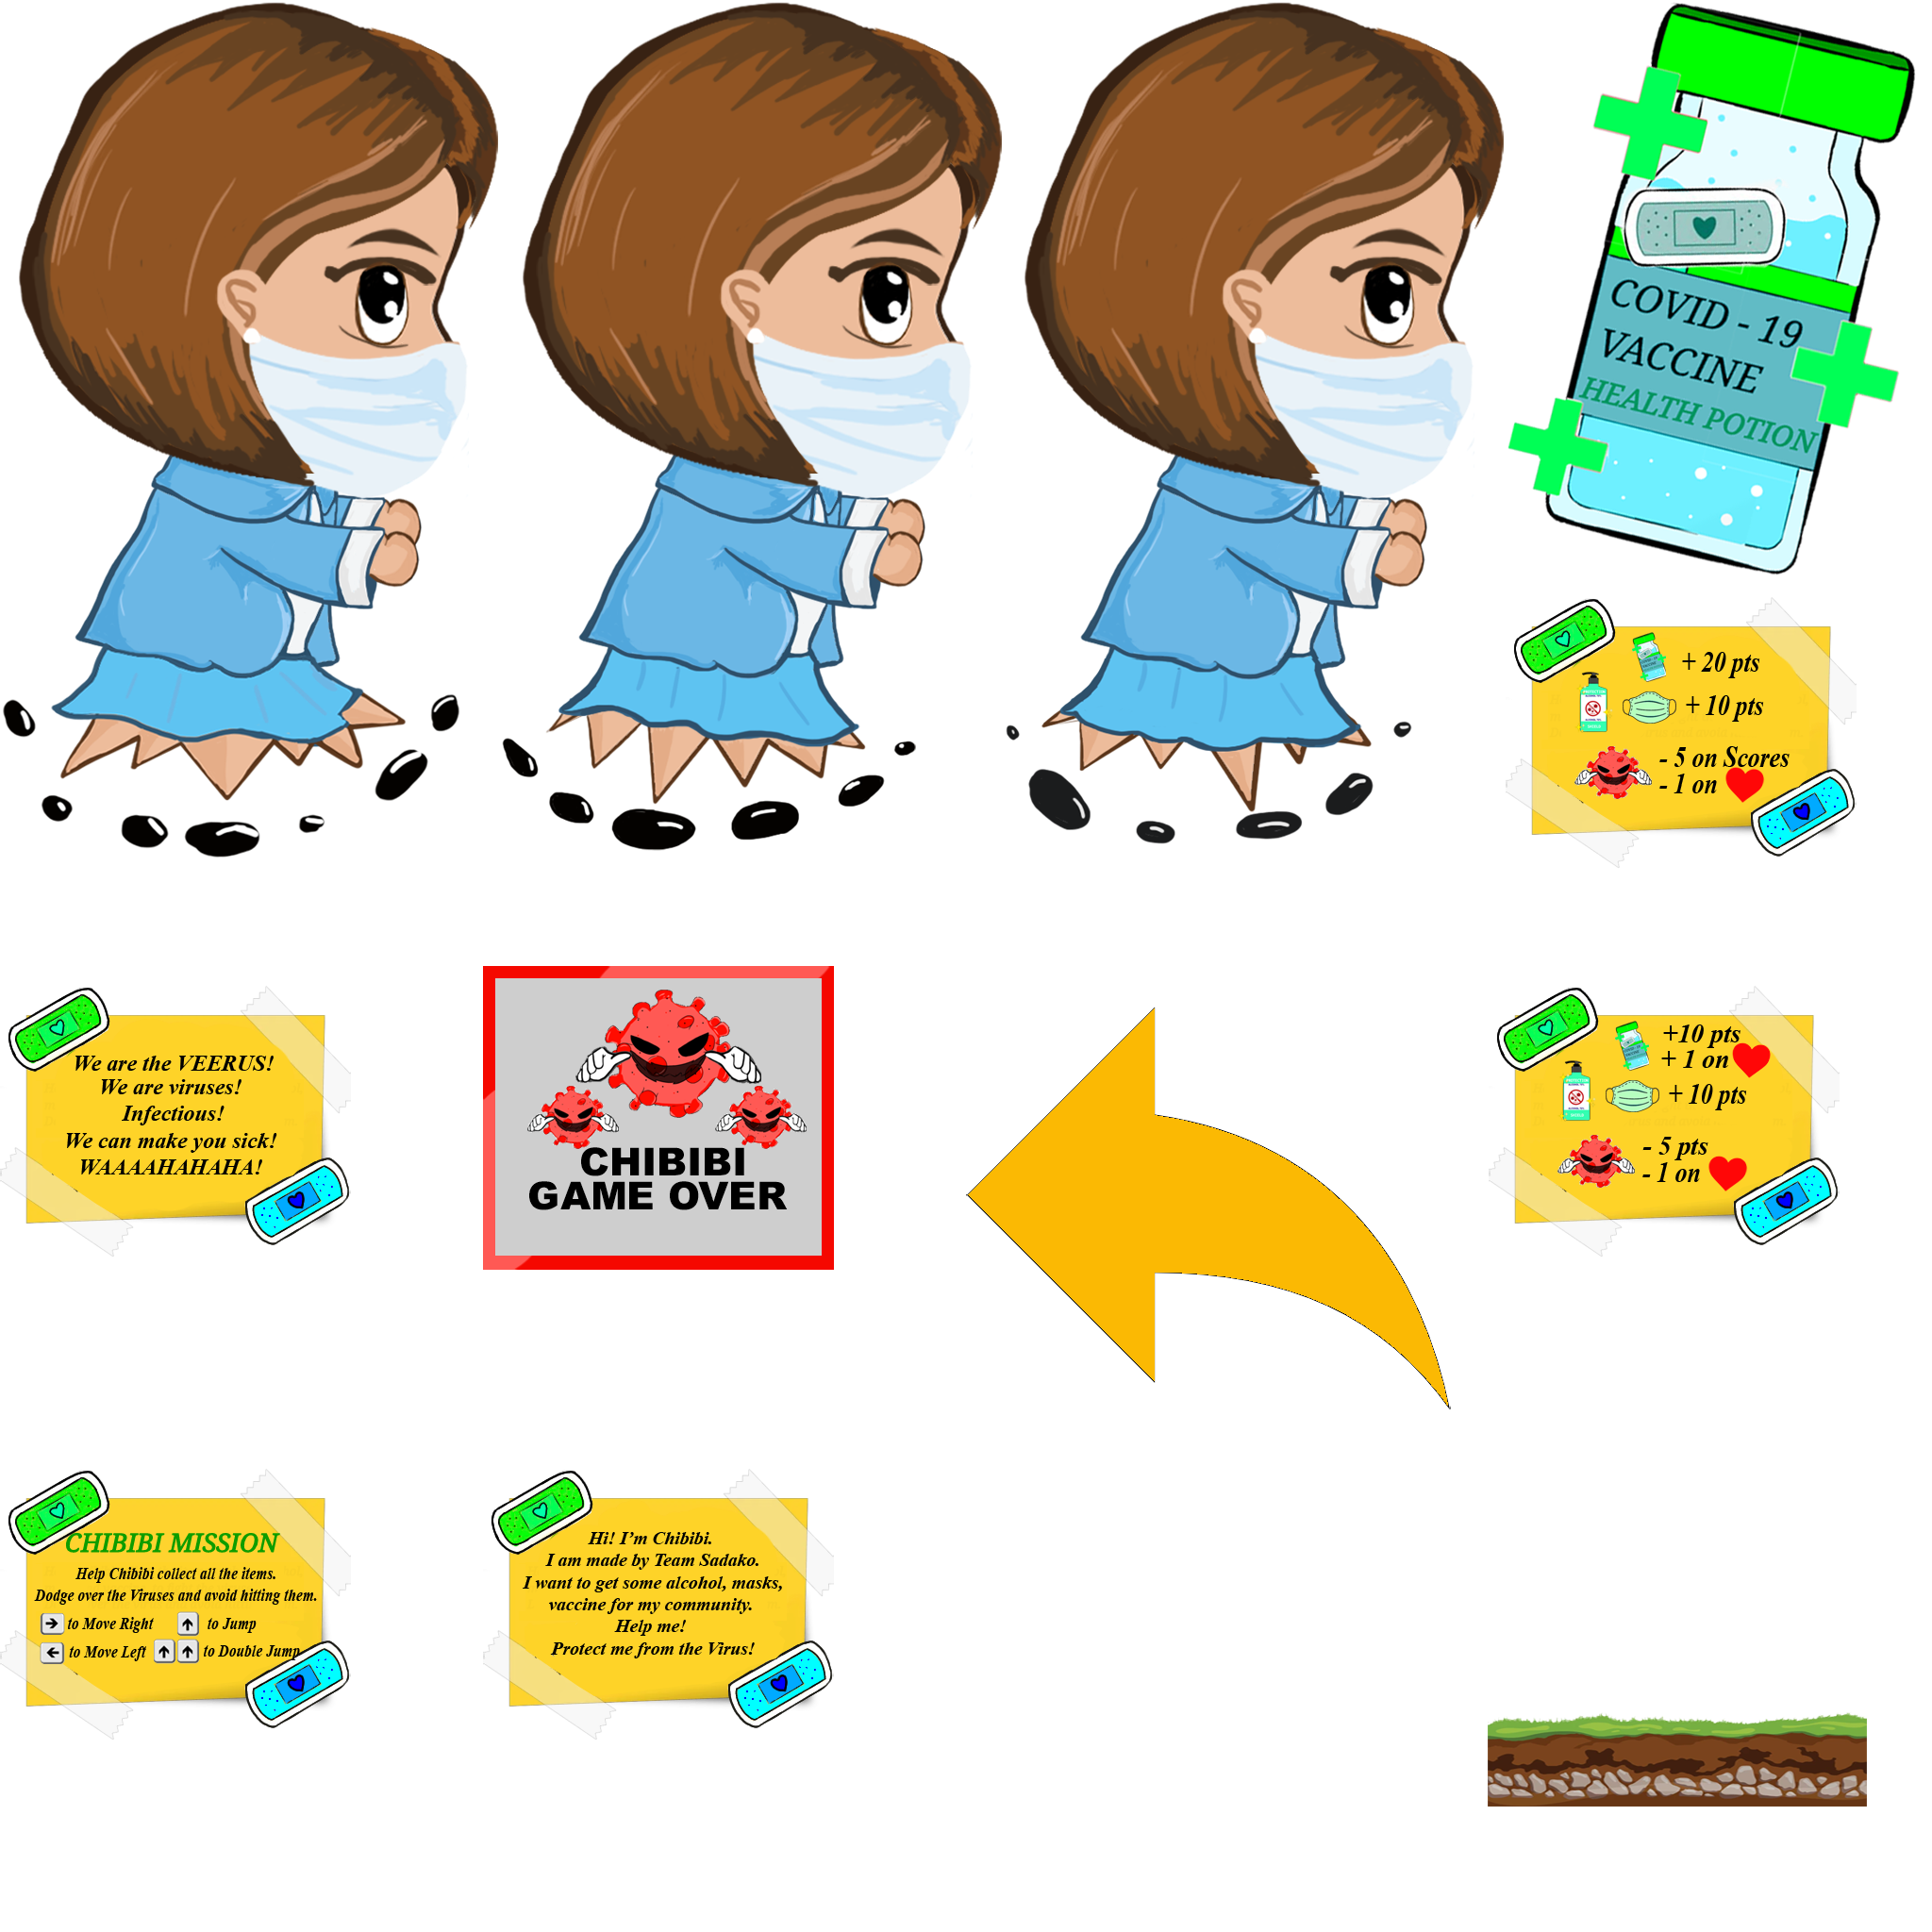 COVID - 19
VACCINE
HEALTH POTION
+ 20 pts
+ 10 pts
- 5 on Scores
- 1 on
We are the VEERUS!
We are viruses!
Infectious!
We can make you sick!
WAAAAHAHAHA!
CHIBIBI
GAME OVER
+10 pts
+ 1 on
+ 10 pts
- 5 pts
- 1 on
CHIBIBI MISSION
Help Chibibi collect all the items.
Dodge over the Viruses and avoid hitting them.
to Move Right to Jump
to Move Left to Double Jump
Hi! I'm Chibibi.
I am made by Team Sadako.
I want to get some alcohol, masks,
vaccine for my community.
Help me!
Protect me from the Virus!